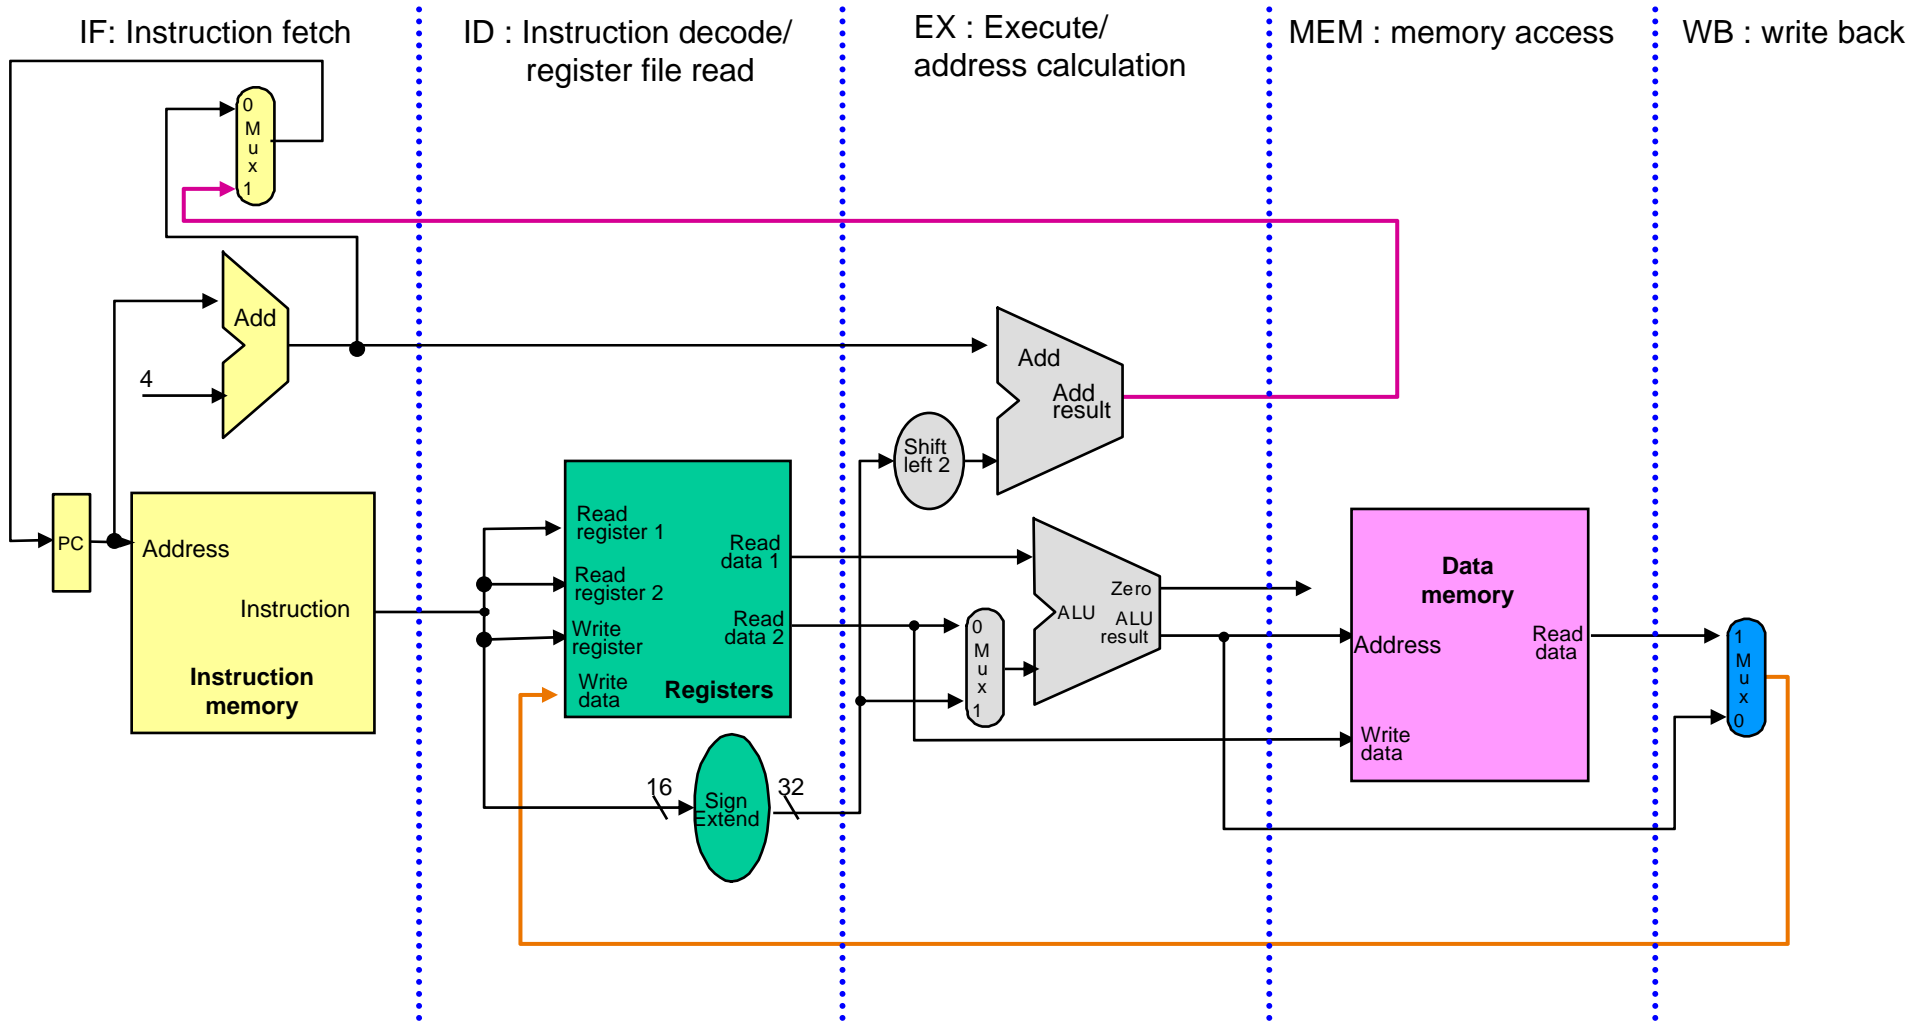 IF: Instruction fetch
ID : Instruction decode/
register file read
EX : Execute/
address calculation
MEM : memory access
WB : write back
0
M
u
x
1
Add
4
PC
Address
Instruction
Instruction
memory
Read
register 1
Read
register 2
Write
register
Write
data
Read
data 1
Read
data 2
Registers
16
Sign
Extend
32
Shift
left 2
Add
Add
result
0
M
u
x
1
ALU
Zero
ALU
result
Data
memory
Address
Read
data
Write
data
1
M
u
x
0